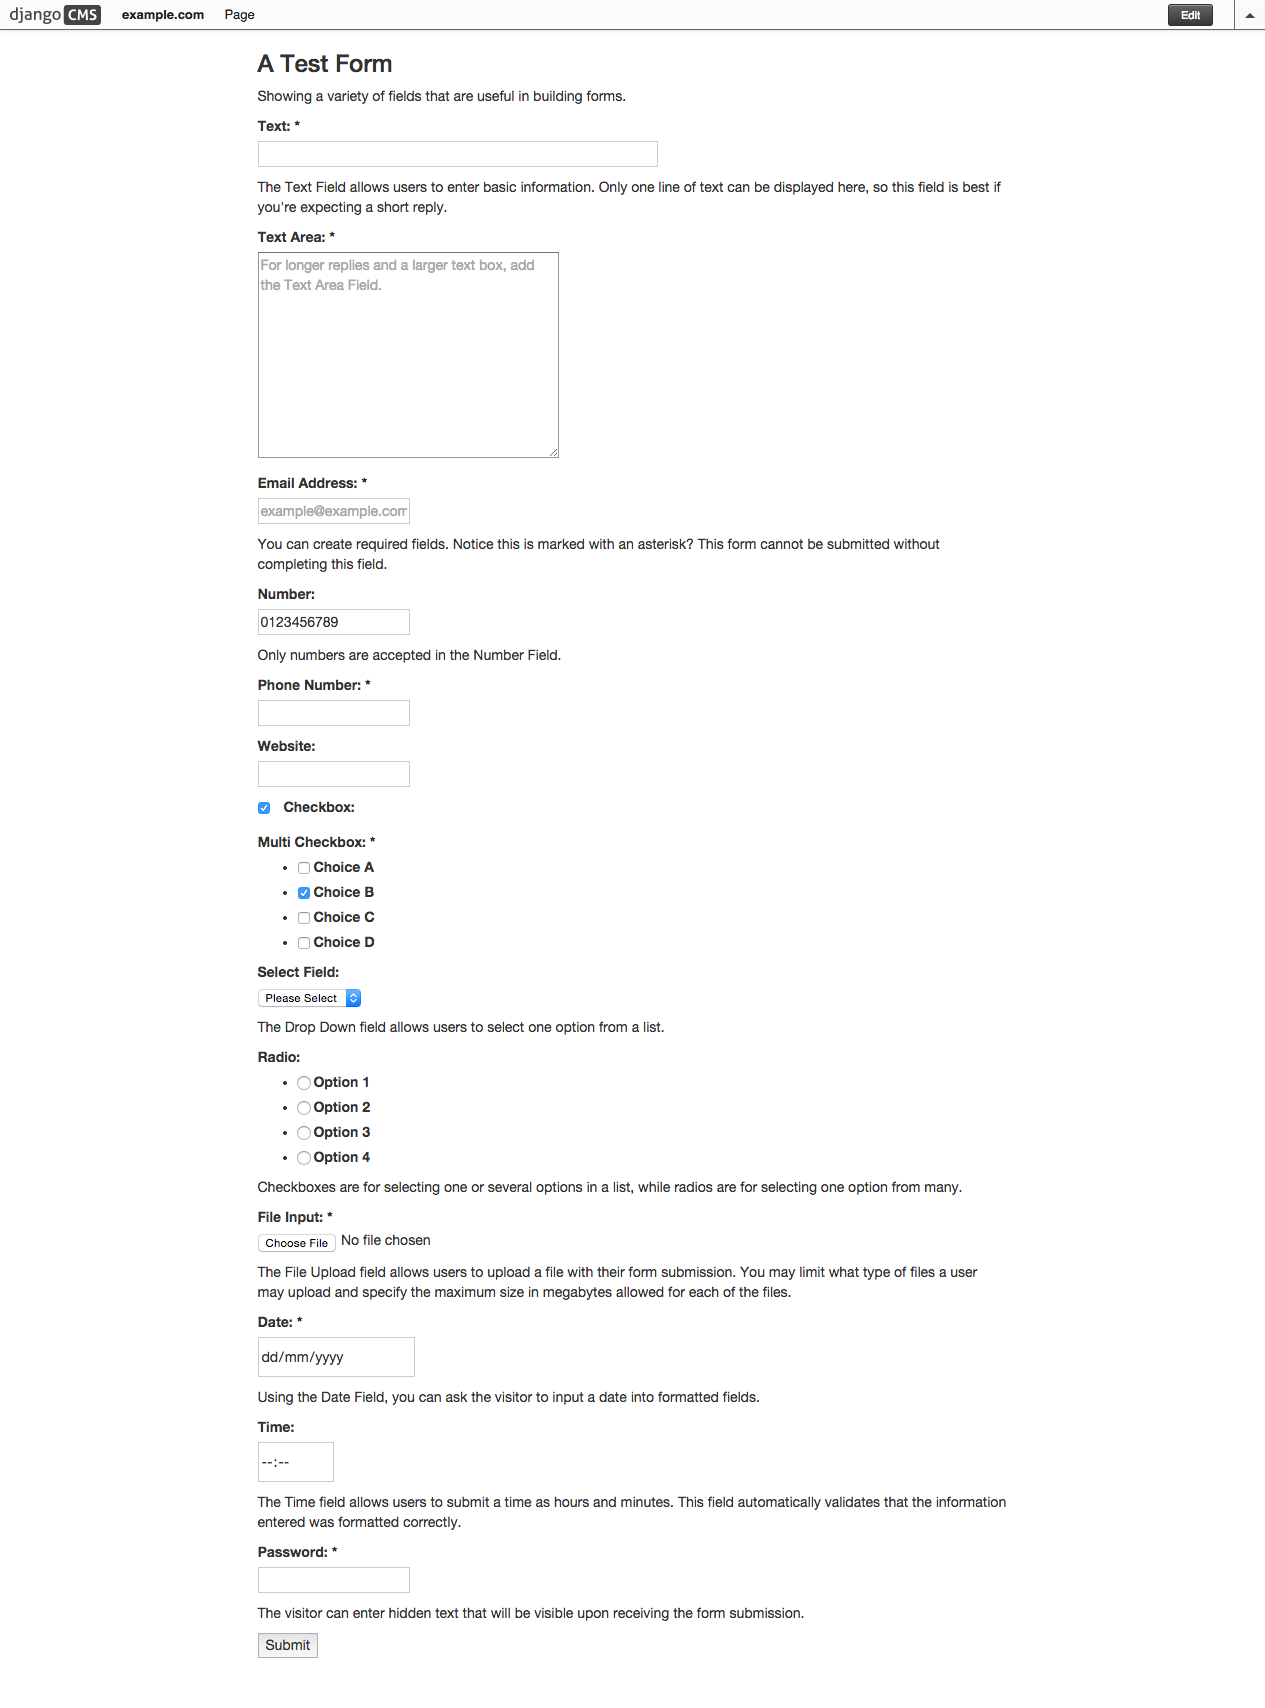 django CMS example.com Page Edit
A Test Form
Showing a variety of fields that are useful in building forms.
Text: *
The Text Field allows users to enter basic information. Only one line of text can be displayed here, so this field is best if
you're expecting a short reply.
Text Area: *
For longer replies and a larger text box, add
the Text Area Field.
Email Address: *
example@example.com
You can create required fields. Notice this is marked with an asterisk? This form cannot be submitted without
completing this field.
Number:
0123456789
Only numbers are accepted in the Number Field.
Phone Number: *
Website:
Checkbox:
Multi Checkbox: *
Choice A
Choice B
Choice C
Choice D
Select Field:
Please Select
The Drop Down field allows users to select one option from a list.
Radio:
Option 1
Option 2
Option 3
Option 4
Checkboxes are for selecting one or several options in a list, while radios are for selecting one option from many.
File Input: *
Choose File No file chosen
The File Upload field allows users to upload a file with their form submission. You may limit what type of files a user
may upload and specify the maximum size in megabytes allowed for each of the files.
Date: *
dd/mm/yyyy
Using the Date Field, you can ask the visitor to input a date into formatted fields.
Time:
--:--
The Time field allows users to submit a time as hours and minutes. This field automatically validates that the information
entered was formatted correctly.
Password: *
The visitor can enter hidden text that will be visible upon receiving the form submission.
Submit